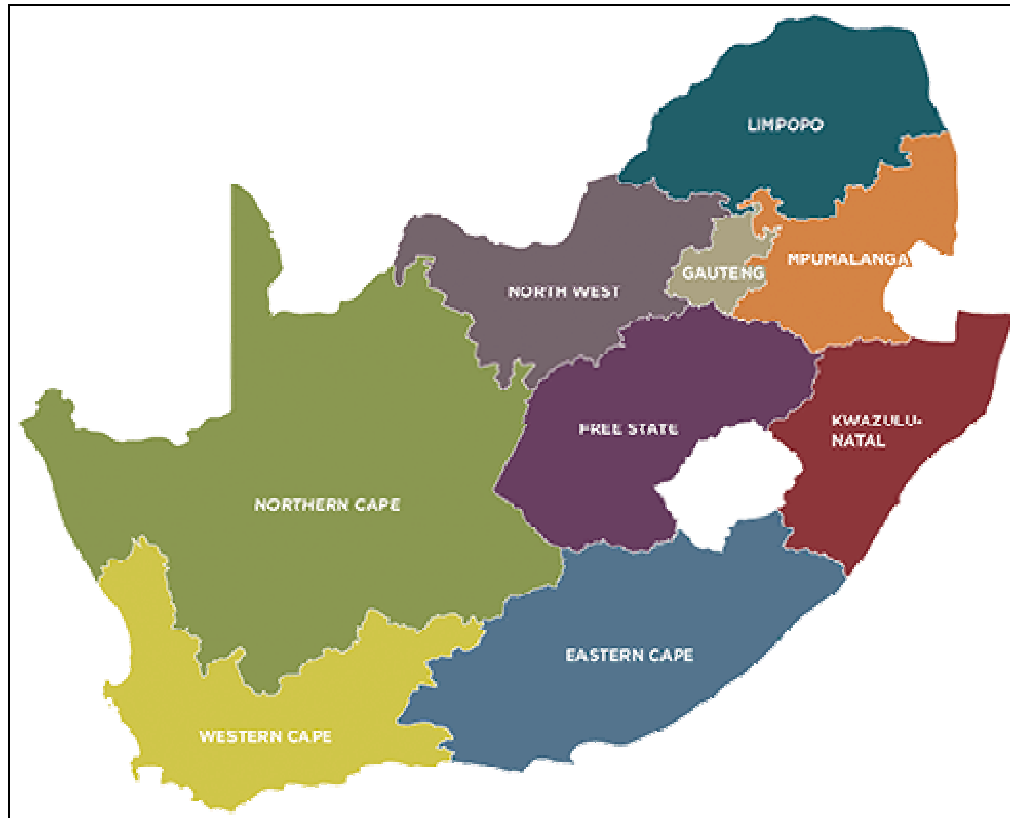 LIMPOPO
MPUMALANGA
GAUTENG
NORTH WEST
KWAZULU-
NATAL
FREE STATE
NORTHERN CAPE
EASTERN CAPE
WESTERN CAPE